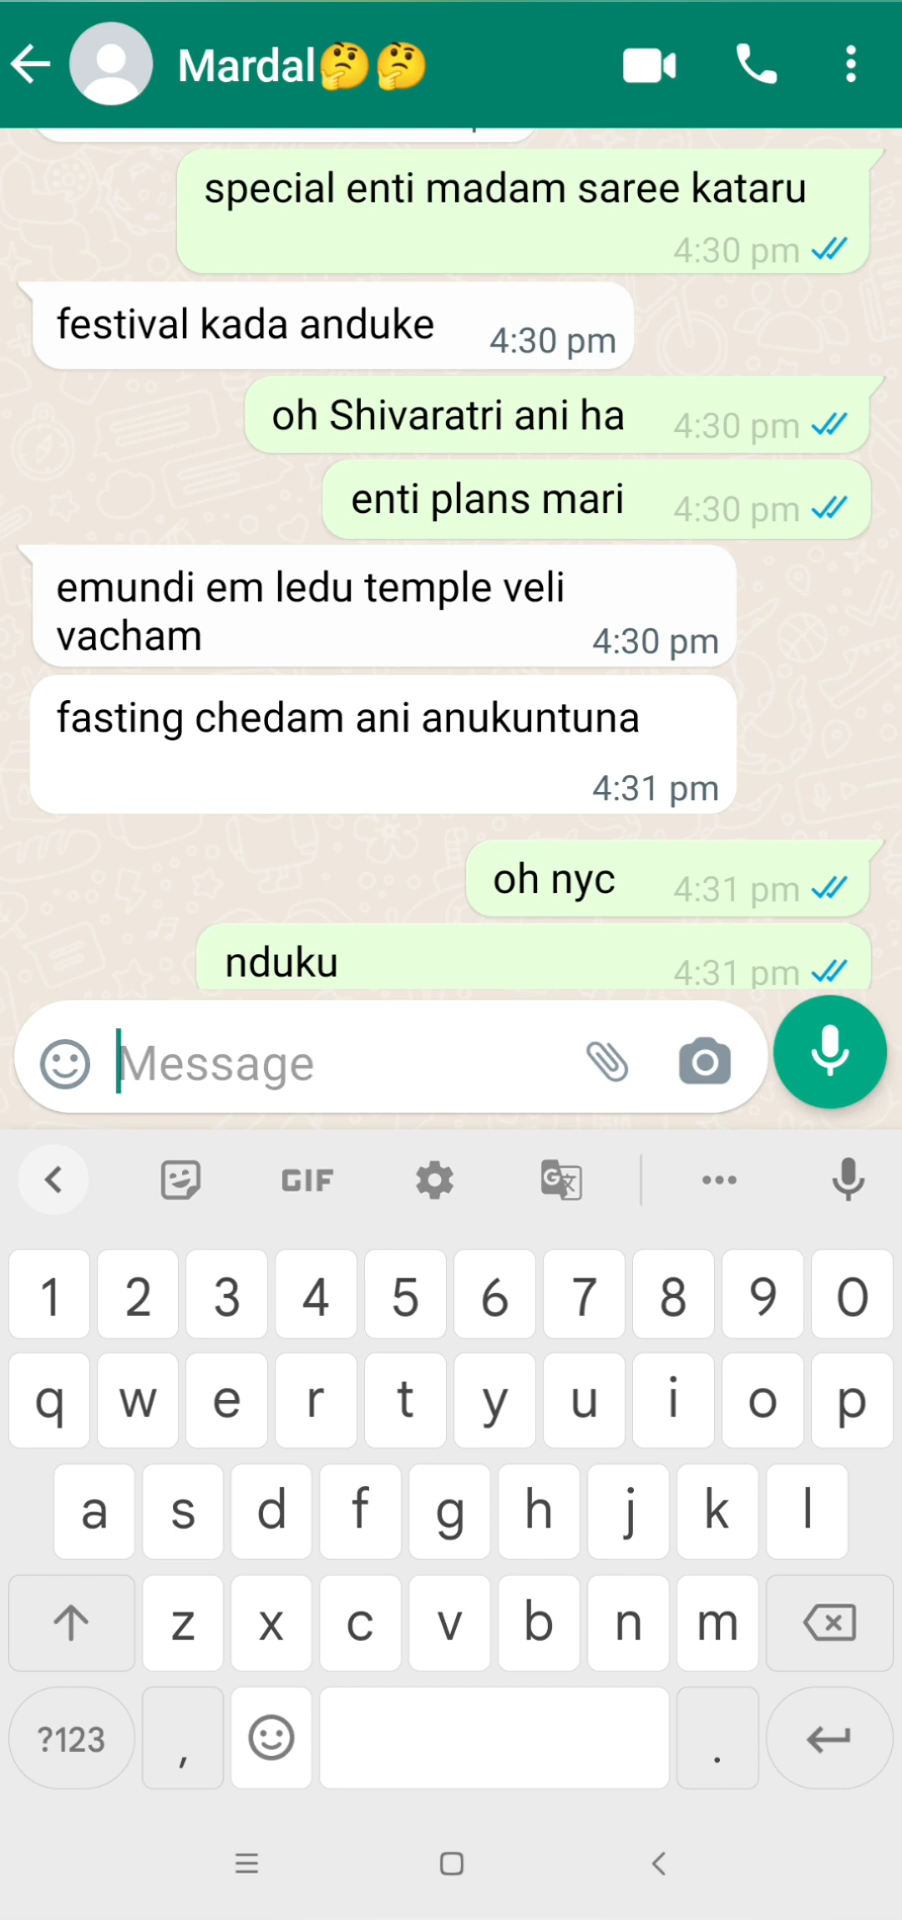 Mardal🤔🤔
special enti madam saree kataru
4:30 pm
festival kada anduke 4:30 pm
oh Shivaratri ani ha 4:30 pm
enti plans mari 4:30 pm
emundi em ledu temple veli
vacham 4:30 pm
fasting chedam ani anukuntuna
4:31 pm
oh nyc 4:31 pm
nduku 4:31 pm
Message
GIF
1 2 3 4 5 6 7 8 9 0
q w e r t y u i o p
a s d f g h j k l
z x c v b n m
?123 , .